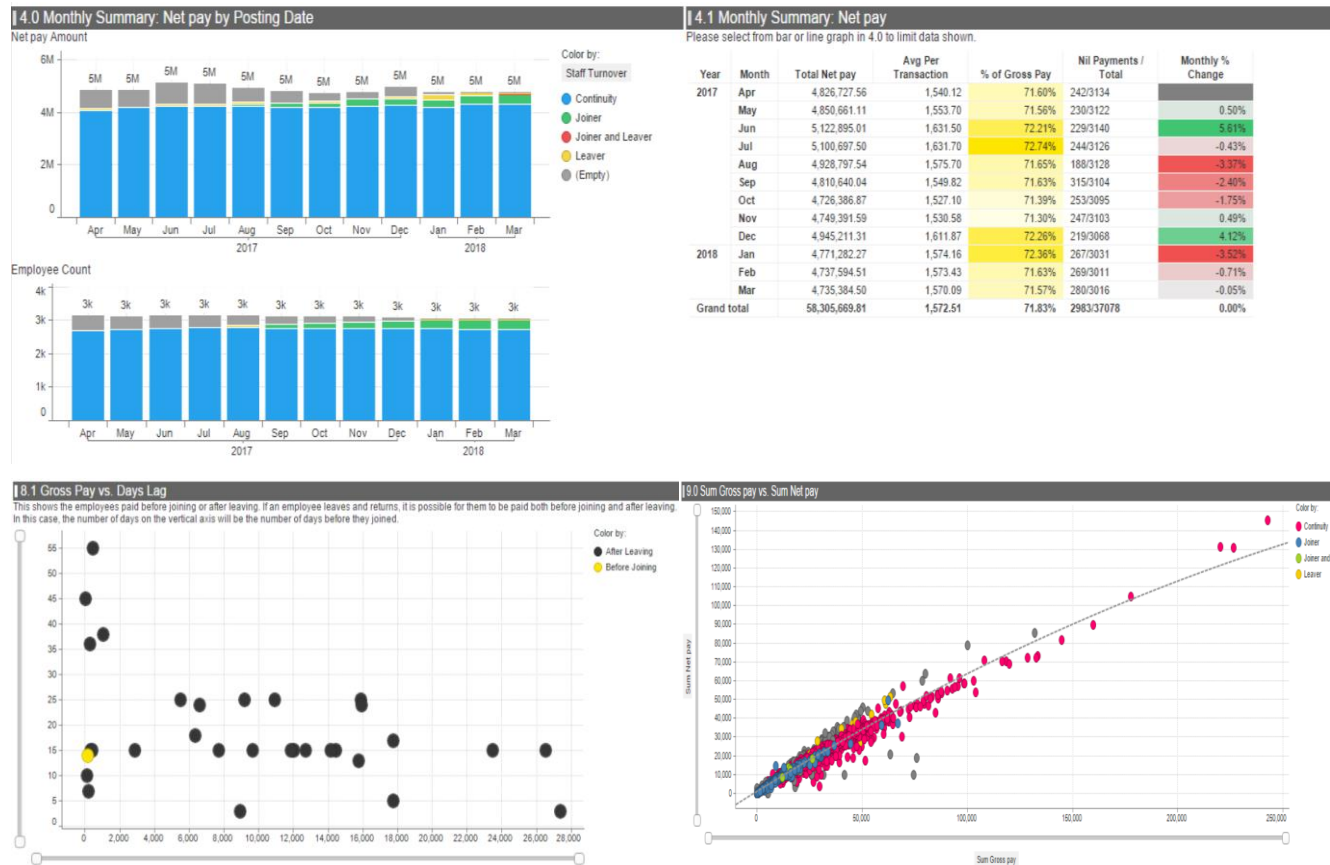 4.0 Monthly Summary: Net pay by Posting Date
Net pay Amount
6M
4M
2M
0
5M 5M 5M 5M 5M 5M 5M 5M 5M 5M 5M 5M
Apr May Jun Jul Aug Sep Oct Nov Dec Jan Feb Mar
2017 2018
Color by:
Staff Turnover
Continuity
Joiner
Joiner and Leaver
Leaver
(Empty)
Employee Count
4k
3k
2k
1k
0
3k 3k 3k 3k 3k 3k 3k 3k 3k 3k 3k 3k
Apr May Jun Jul Aug Sep Oct Nov Dec Jan Feb Mar
2017 2018
4.1 Monthly Summary: Net pay
Please select from bar or line graph in 4.0 to limit data shown.
Year Month Total Net pay Avg Per Transaction % of Gross Pay Nil Payments / Total Monthly % Change
2017 Apr 4,826,727.56 1,540.12 71.60% 242/3134
May 4,850,661.11 1,553.70 71.56% 230/3122 0.50%
Jun 5,122,895.01 1,631.50 72.21% 229/3140 5.61%
Jul 5,100,697.50 1,631.70 72.74% 244/3126 -0.43%
Aug 4,928,797.54 1,575.70 71.65% 188/3128 -3.37%
Sep 4,810,640.04 1,549.82 71.63% 315/3104 -2.40%
Oct 4,726,386.87 1,527.10 71.39% 253/3095 -1.75%
Nov 4,749,391.59 1,530.58 71.30% 247/3103 0.49%
Dec 4,945,211.31 1,611.87 72.26% 219/3068 4.12%
2018 Jan 4,771,282.27 1,574.16 72.36% 267/3031 -3.52%
Feb 4,737,594.51 1,573.43 71.63% 269/3011 -0.71%
Mar 4,735,384.50 1,570.09 71.57% 280/3016 -0.05%
Grand total 58,305,669.81 1,572.51 71.83% 2983/37078 0.00%
8.1 Gross Pay vs. Days Lag
This shows the employees paid before joining or after leaving. If an employee leaves and returns, it is possible for them to be paid both before joining and after leaving.
In this case, the number of days on the vertical axis will be the number of days before they joined.
55
50
45
40
35
30
25
20
15
10
5
0
0 2,000 4,000 6,000 8,000 10,000 12,000 14,000 16,000 18,000 20,000 22,000 24,000 26,000 28,000
Color by:
After Leaving
Before Joining
9.0 Sum Gross pay vs. Sum Net pay
150,000
140,000
130,000
120,000
110,000
100,000
90,000
80,000
70,000
60,000
50,000
40,000
30,000
20,000
10,000
0
Sum Net pay
0 50,000 100,000 150,000 200,000 250,000
Sum Gross pay
Color by:
Continuity
Joiner
Joiner and
Leaver